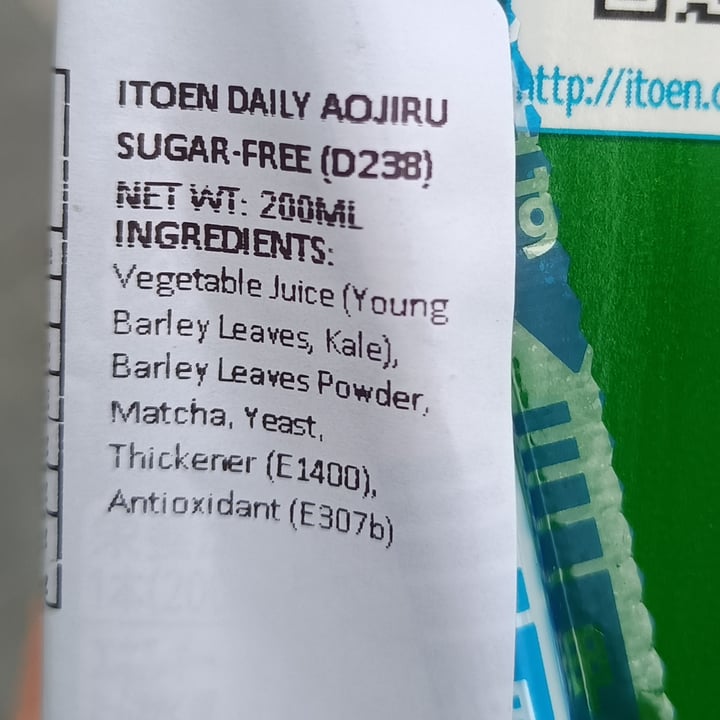 ITOEN DAILY AOJIRU
SUGAR-FREE (D238)
NET WT: 200ML
INGREDIENTS:
Vegetable Juice (Young
Barley Leaves, Kale),
Barley Leaves Powder,
Matcha, Yeast,
Thickener (E1400),
Antioxidant (E307b)
http://itoen.c